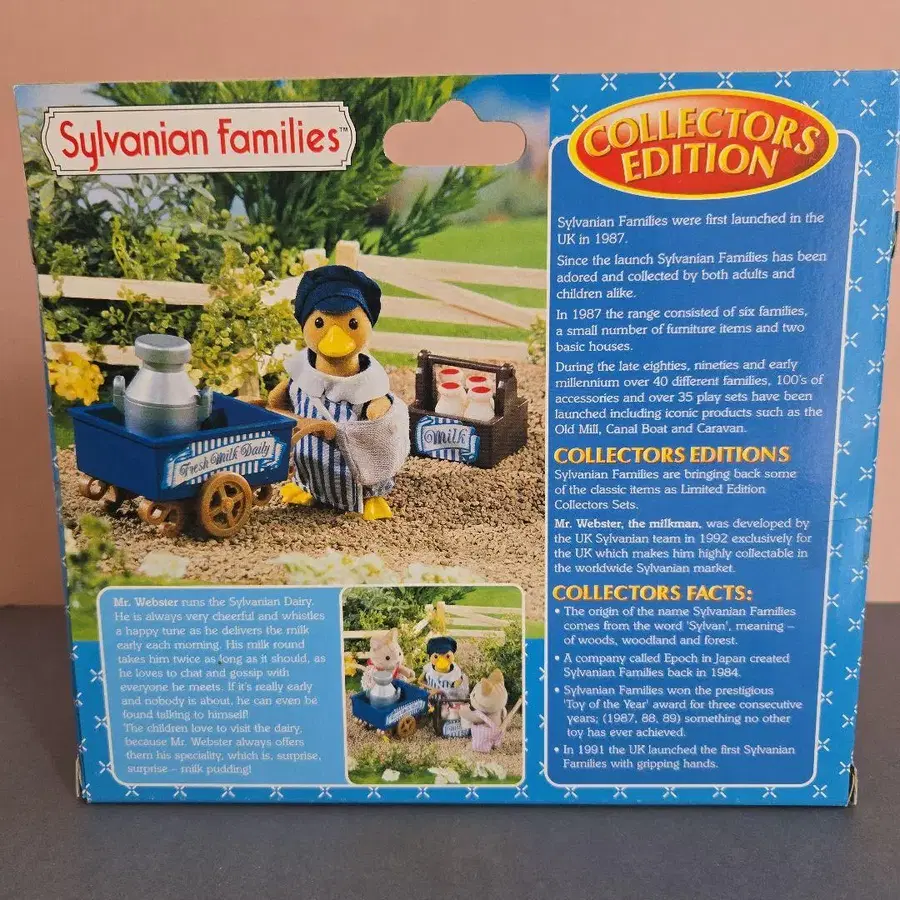 Sylvanian Families™
COLLECTORS
EDITION
Sylvanian Families were first launched in the
UK in 1987.
Since the launch Sylvanian Families has been
adored and collected by both adults and
children alike.
In 1987 the range consisted of six families,
a small number of furniture items and two
basic houses.
During the late eighties, nineties and early
millennium over 40 different families, 100's of
accessories and over 35 play sets have been
launched including iconic products such as the
Old Mill, Canal Boat and Caravan.
COLLECTORS EDITIONS
Sylvanian Families are bringing back some
of the classic items as Limited Edition
Collectors Sets.
Mr. Webster, the milkman, was developed by
the UK Sylvanian team in 1992 exclusively for
the UK which makes him highly collectable in
the worldwide Sylvanian market.
COLLECTORS FACTS:
• The origin of the name Sylvanian Families
comes from the word 'Sylvan', meaning –
of woods, woodland and forest.
• A company called Epoch in Japan created
Sylvanian Families back in 1984.
• Sylvanian Families won the prestigious
'Toy of the Year' award for three consecutive
years; (1987, 88, 89) something no other
toy has ever achieved.
• In 1991 the UK launched the first Sylvanian
Families with gripping hands.
Fresh Milk Daily
Milk
Mr. Webster runs the Sylvanian Dairy.
He is always very cheerful and whistles
a happy tune as he delivers the milk
early each morning. His milk round
takes him twice as long as it should, as
he loves to chat and gossip with
everyone he meets. If it's really early
and nobody is about, he can even be
found talking to himself!
The children love to visit the dairy,
because Mr. Webster always offers
them his speciality, which is, surprise,
surprise – milk pudding!